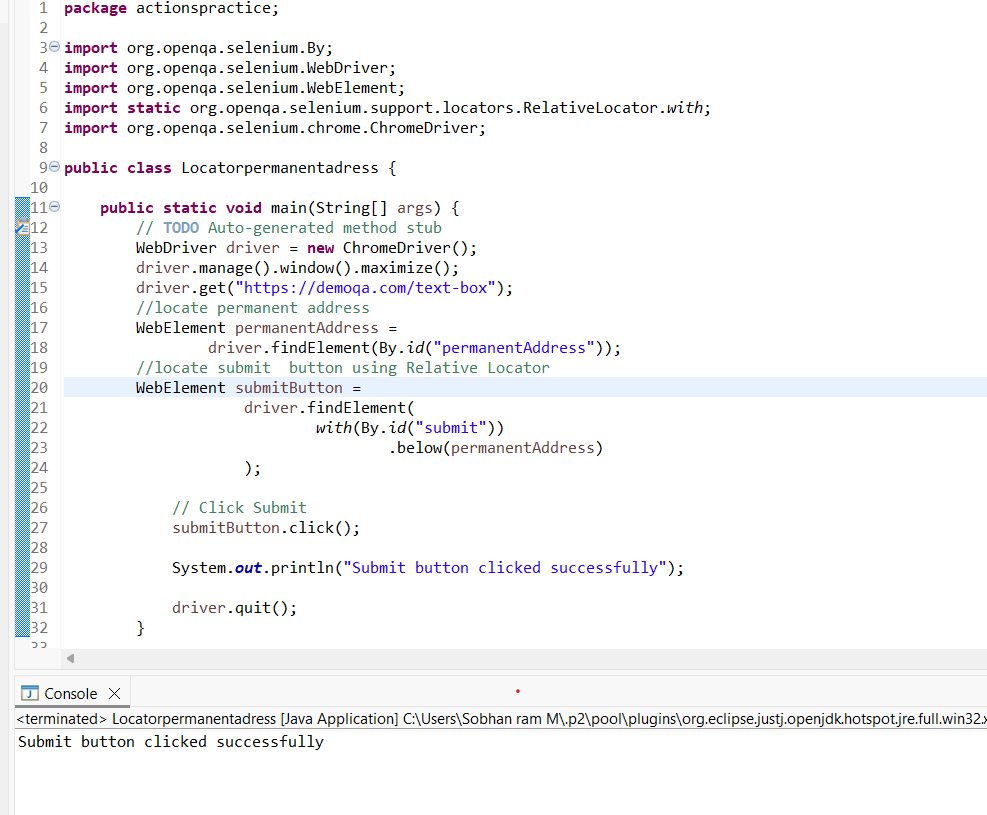 1 package actionspractice;
2
3 import org.openqa.selenium.By;
4 import org.openqa.selenium.WebDriver;
5 import org.openqa.selenium.WebElement;
6 import static org.openqa.selenium.support.locators.RelativeLocator.with;
7 import org.openqa.selenium.chrome.ChromeDriver;
8
9 public class Locatorpermanentadress {
10
11     public static void main(String[] args) {
12         // TODO Auto-generated method stub
13         WebDriver driver = new ChromeDriver();
14         driver.manage().window().maximize();
15         driver.get("https://demoqa.com/text-box");
16         //locate permanent address
17         WebElement permanentAddress =
18                 driver.findElement(By.id("permanentAddress"));
19         //locate submit  button using Relative Locator
20         WebElement submitButton =
21                     driver.findElement(
22                             with(By.id("submit"))
23                                     .below(permanentAddress)
24                     );
25
26             // Click Submit
27             submitButton.click();
28
29             System.out.println("Submit button clicked successfully");
30
31             driver.quit();
32         }
33
Console
<terminated> Locatorpermanentadress [Java Application] C:\Users\Sobhan ram M\.p2\pool\plugins\org.eclipse.justj.openjdk.hotspot.jre.full.win32.x
Submit button clicked successfully